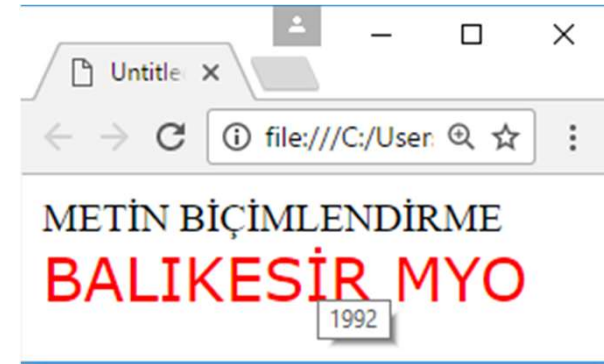 Untitle
file:///C:/User
METİN BİÇİMLENDİRME
BALIKESİR MYO
1992